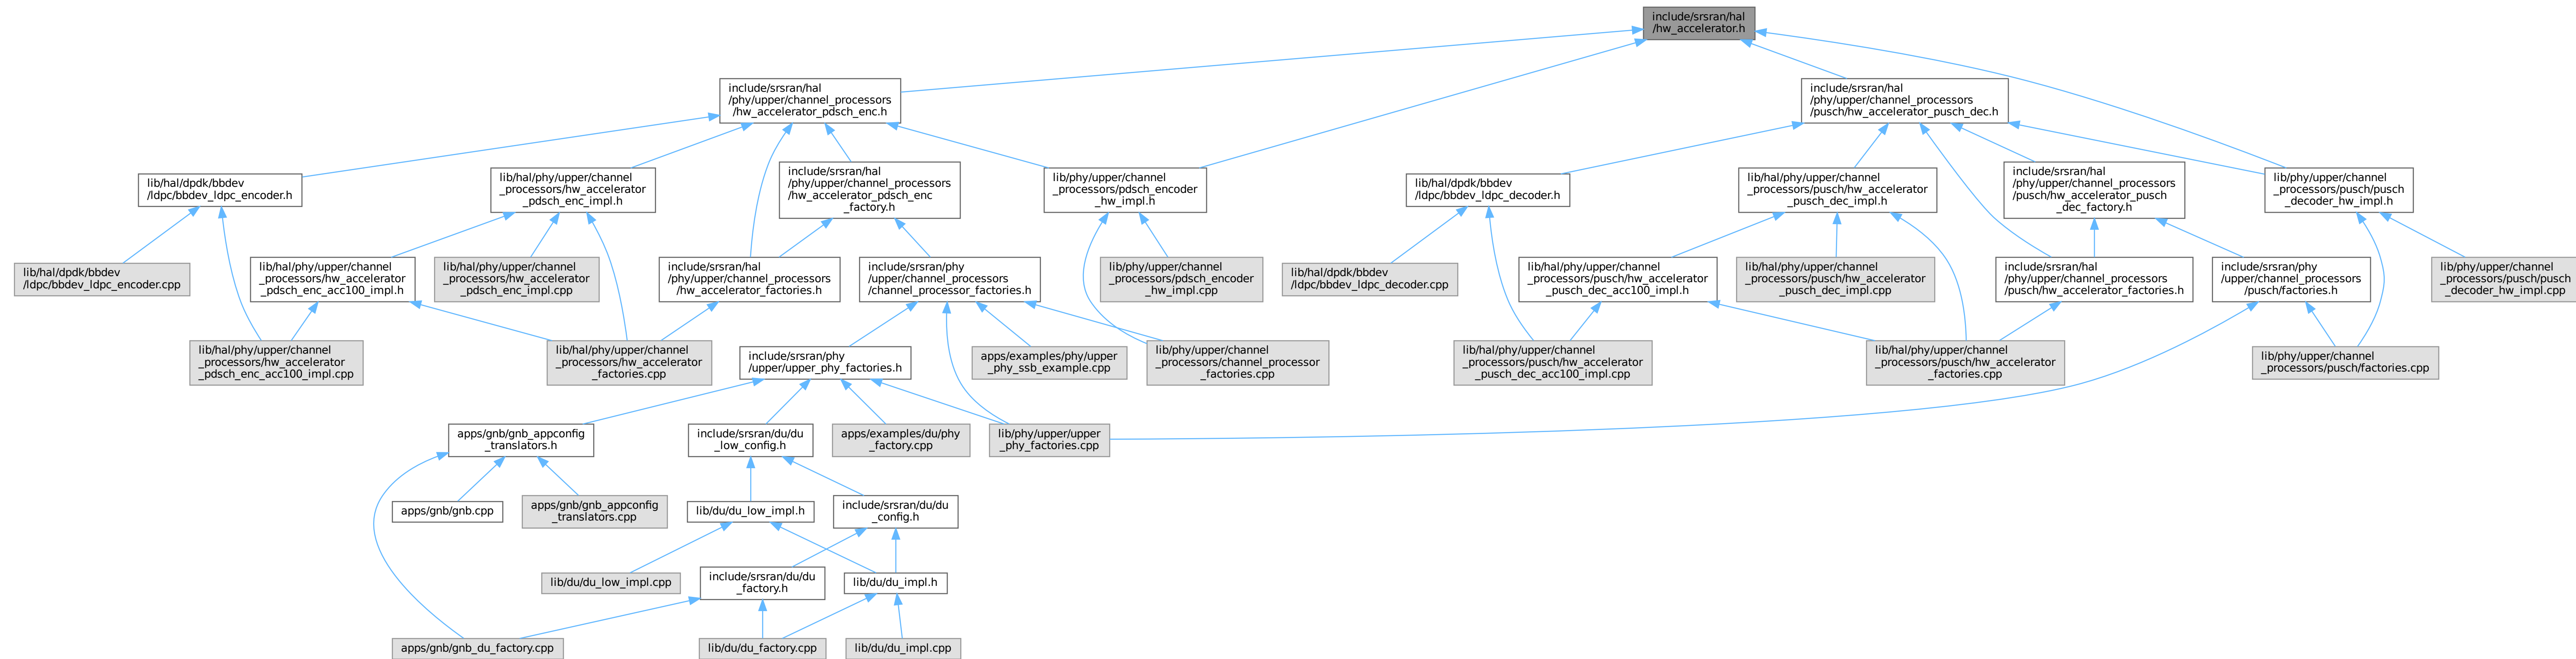 include/srsran/hal
/hw_accelerator.h
include/srsran/hal
/phy/upper/channel_processors
/hw_accelerator_pdsch_enc.h
include/srsran/hal
/phy/upper/channel_processors
/pusch/hw_accelerator_pusch_dec.h
lib/hal/dpdk/bbdev
/ldpc/bbdev_ldpc_encoder.h
lib/hal/phy/upper/channel
_processors/hw_accelerator
_pdsch_enc_impl.h
include/srsran/hal
/phy/upper/channel_processors
/hw_accelerator_pdsch_enc
_factory.h
lib/phy/upper/channel
_processors/pdsch_encoder
_hw_impl.h
lib/hal/dpdk/bbdev
/ldpc/bbdev_ldpc_decoder.h
lib/hal/phy/upper/channel
_processors/pusch/hw_accelerator
_pusch_dec_impl.h
include/srsran/hal
/phy/upper/channel_processors
/pusch/hw_accelerator_pusch
_dec_factory.h
lib/phy/upper/channel
_processors/pusch/pusch
_decoder_hw_impl.h
lib/hal/dpdk/bbdev
/ldpc/bbdev_ldpc_encoder.cpp
lib/hal/phy/upper/channel
_processors/hw_accelerator
_pdsch_enc_acc100_impl.h
lib/hal/phy/upper/channel
_processors/hw_accelerator
_pdsch_enc_impl.cpp
include/srsran/hal
/phy/upper/channel_processors
/hw_accelerator_factories.h
include/srsran/phy
/upper/channel_processors
/channel_processor_factories.h
lib/phy/upper/channel
_processors/pdsch_encoder
_hw_impl.cpp
lib/hal/dpdk/bbdev
/ldpc/bbdev_ldpc_decoder.cpp
lib/hal/phy/upper/channel
_processors/pusch/hw_accelerator
_pusch_dec_acc100_impl.h
lib/hal/phy/upper/channel
_processors/pusch/hw_accelerator
_pusch_dec_impl.cpp
include/srsran/hal
/phy/upper/channel_processors
/pusch/hw_accelerator_factories.h
include/srsran/phy
/upper/channel_processors
/pusch/factories.h
lib/phy/upper/channel
_processors/pusch/pusch
_decoder_hw_impl.cpp
lib/hal/phy/upper/channel
_processors/hw_accelerator
_pdsch_enc_acc100_impl.cpp
lib/hal/phy/upper/channel
_processors/hw_accelerator
_factories.cpp
include/srsran/phy
/upper/upper_phy_factories.h
apps/examples/phy/upper
_phy_ssb_example.cpp
lib/phy/upper/channel
_processors/channel_processor
_factories.cpp
lib/hal/phy/upper/channel
_processors/pusch/hw_accelerator
_pusch_dec_acc100_impl.cpp
lib/hal/phy/upper/channel
_processors/pusch/hw_accelerator
_factories.cpp
lib/phy/upper/channel
_processors/pusch/factories.cpp
apps/gnb/gnb_appconfig
_translators.h
include/srsran/du/du
_low_config.h
apps/examples/du/phy
_factory.cpp
lib/phy/upper/upper
_phy_factories.cpp
apps/gnb/gnb.cpp
apps/gnb/gnb_appconfig
_translators.cpp
lib/du/du_low_impl.h
include/srsran/du/du
_config.h
lib/du/du_low_impl.cpp
include/srsran/du/du
_factory.h
lib/du/du_impl.h
apps/gnb/gnb_du_factory.cpp
lib/du/du_factory.cpp
lib/du/du_impl.cpp